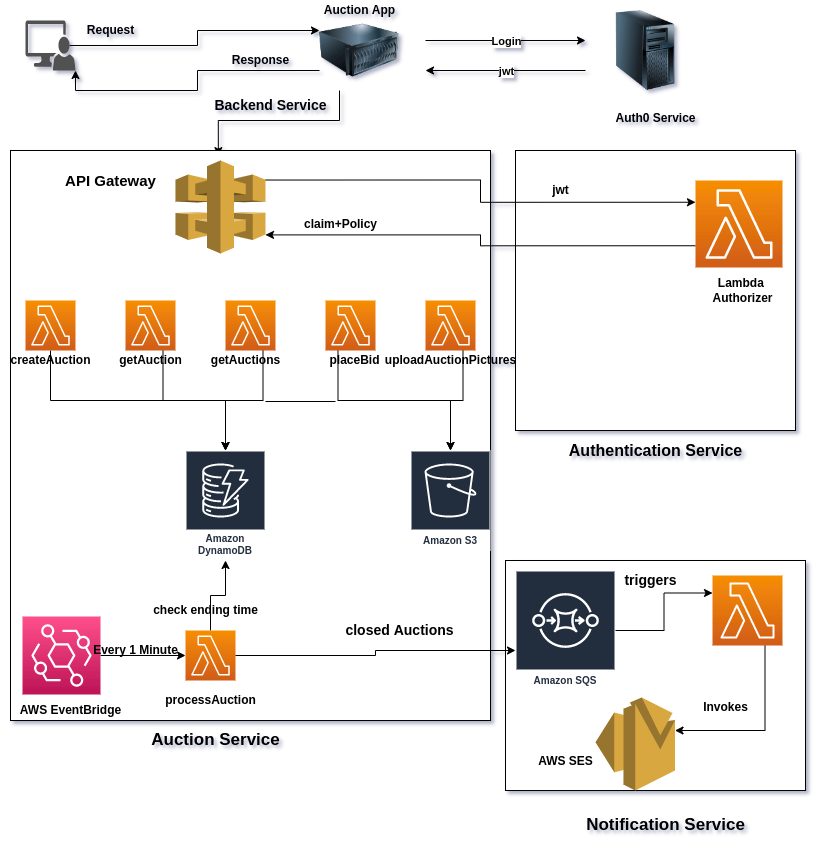 Auction App
Request
Login
Response
jwt
Backend Service
Auth0 Service
API Gateway
jwt
claim+Policy
Lambda
Authorizer
createAuction
getAuction
getAuctions
placeBid
uploadAuctionPictures
Authentication Service
Amazon
DynamoDB
Amazon S3
triggers
check ending time
closed Auctions
Every 1 Minute
Amazon SQS
processAuction
AWS EventBridge
Invokes
Auction Service
AWS SES
Notification Service